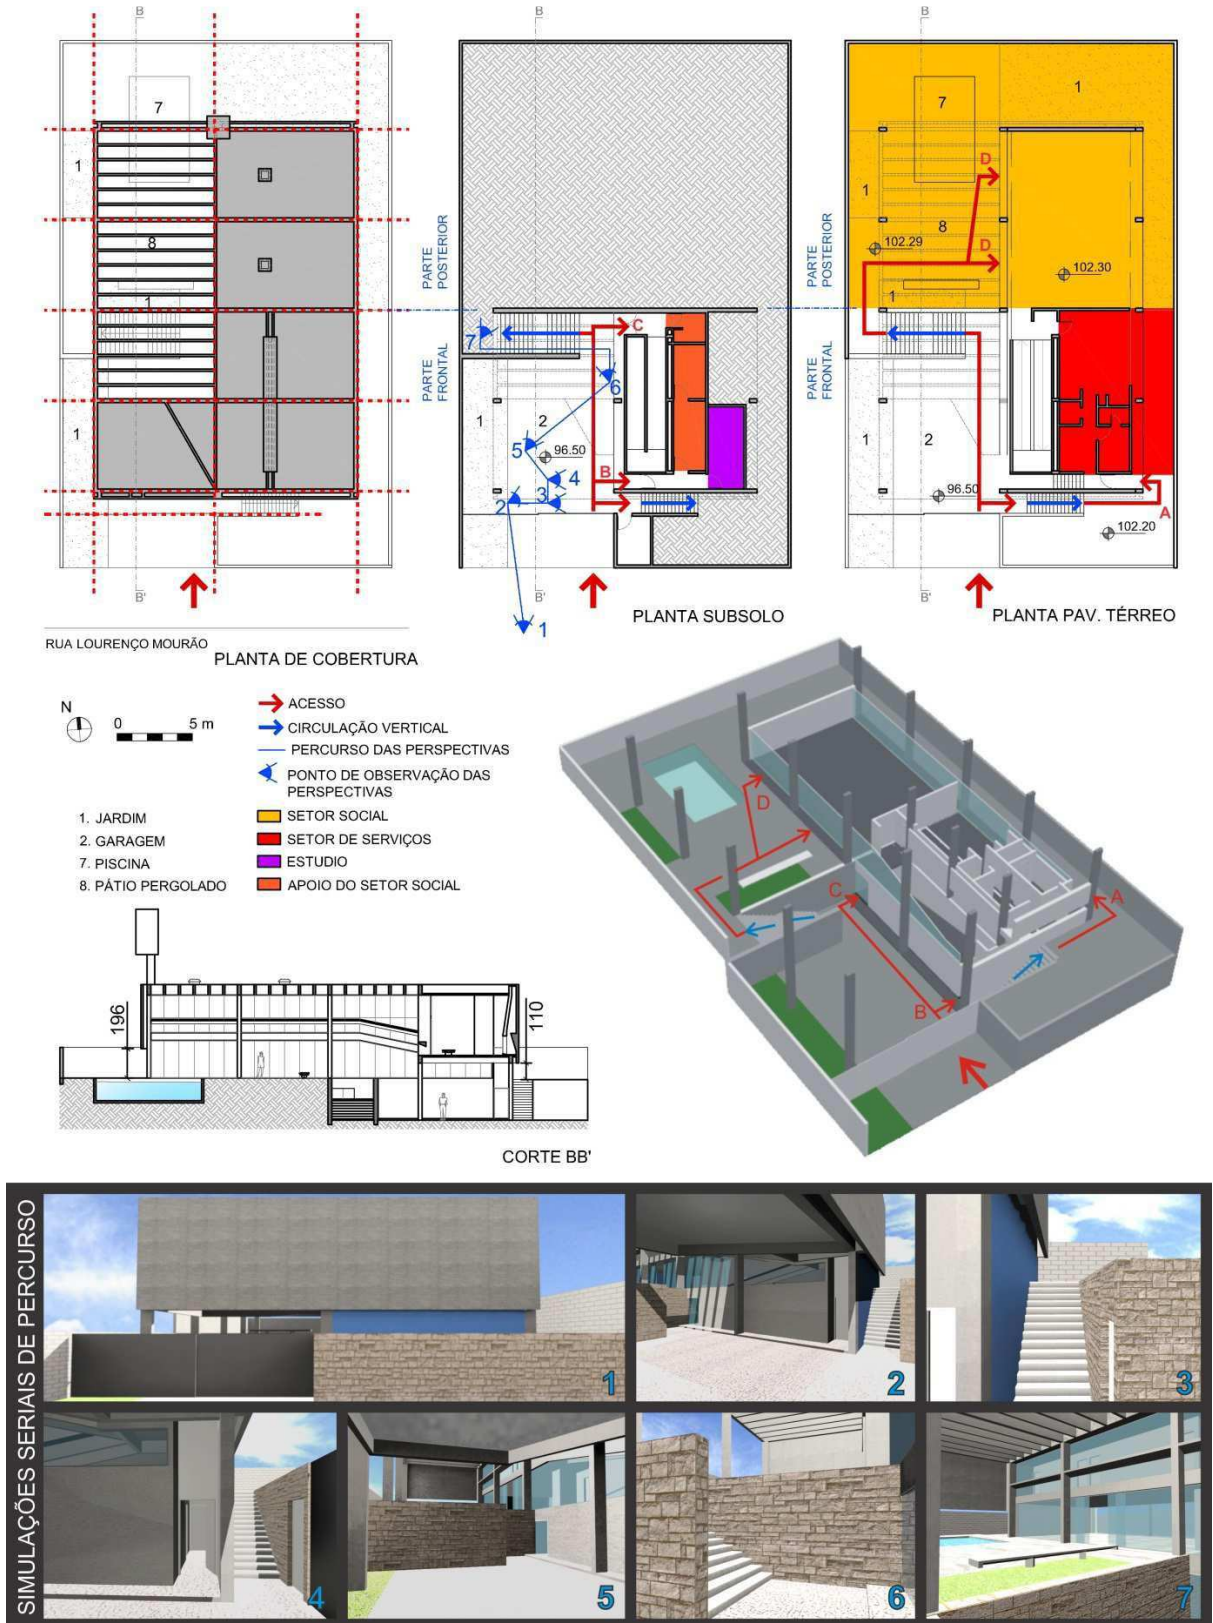 B
B
B
7
1
8
1
1
B'
RUA LOURENÇO MOURÃO
PLANTA DE COBERTURA
PARTE POSTERIOR
PARTE FRONTAL
C
7
6
1
2
5
96.50
4
B
3
2
1
B'
PLANTA SUBSOLO
PARTE POSTERIOR
PARTE FRONTAL
7
1
D
1
8
102.29
D
102.30
1
1
2
96.50
A
102.20
B'
PLANTA PAV. TÉRREO
N
0 5 m
1. JARDIM
2. GARAGEM
7. PISCINA
8. PÁTIO PERGOLADO
ACESSO
CIRCULAÇÃO VERTICAL
PERCURSO DAS PERSPECTIVAS
PONTO DE OBSERVAÇÃO DAS
PERSPECTIVAS
SETOR SOCIAL
SETOR DE SERVIÇOS
ESTUDIO
APOIO DO SETOR SOCIAL
D
C
A
B
196
110
CORTE BB'
SIMULAÇÕES SERIAIS DE PERCURSO
1
2
3
4
5
6
7